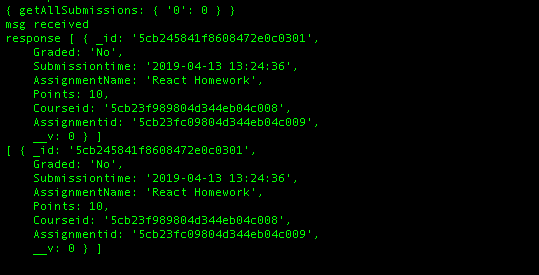 { getAllSubmissions: { '0': 0 } }
msg received
response [ { _id: '5cb245841f8608472e0c0301',
    Graded: 'No',
    Submissiontime: '2019-04-13 13:24:36',
    AssignmentName: 'React Homework',
    Points: 10,
    Courseid: '5cb23f989804d344eb04c008',
    Assignmentid: '5cb23fc09804d344eb04c009',
    __v: 0 } ]
[ { _id: '5cb245841f8608472e0c0301',
    Graded: 'No',
    Submissiontime: '2019-04-13 13:24:36',
    AssignmentName: 'React Homework',
    Points: 10,
    Courseid: '5cb23f989804d344eb04c008',
    Assignmentid: '5cb23fc09804d344eb04c009',
    __v: 0 } ]